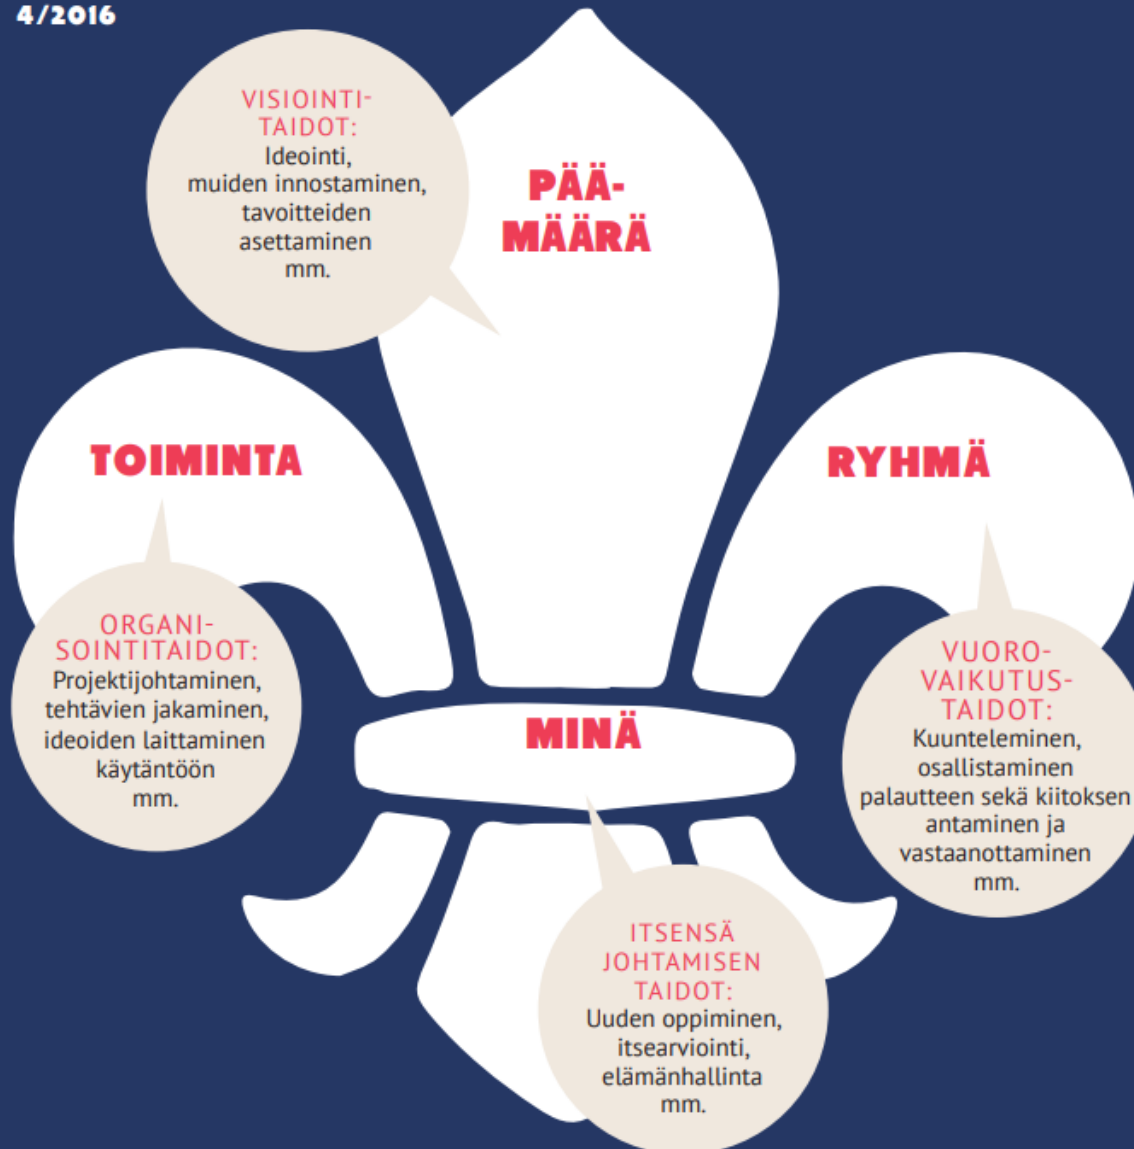 4/2016
VISIOINTI-
TAIDOT:
Ideointi,
muiden innostaminen,
tavoitteiden
asettaminen
mm.
PÄÄ-
MÄÄRÄ
TOIMINTA
RYHMÄ
ORGANI-
SOINTITAIDOT:
Projektijohtaminen,
tehtävien jakaminen,
ideoiden laittaminen
käytäntöön
mm.
VUORO-
VAIKUTUS-
TAIDOT:
Kuunteleminen,
osallistaminen
palautteen sekä kiitoksen
antaminen ja
vastaanottaminen
mm.
MINÄ
ITSENSÄ
JOHTAMISEN
TAIDOT:
Uuden oppiminen,
itsearviointi,
elämänhallinta
mm.